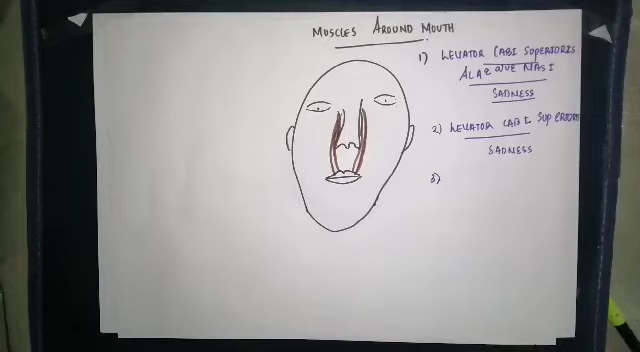 MUSCLES AROUND MOUTH
1) LEVATOR LABI SUPERIORIS
ALAEQUE NASI
SADNESS
2) LEVATOR LABI SUPERIORIS
SADNESS
3)